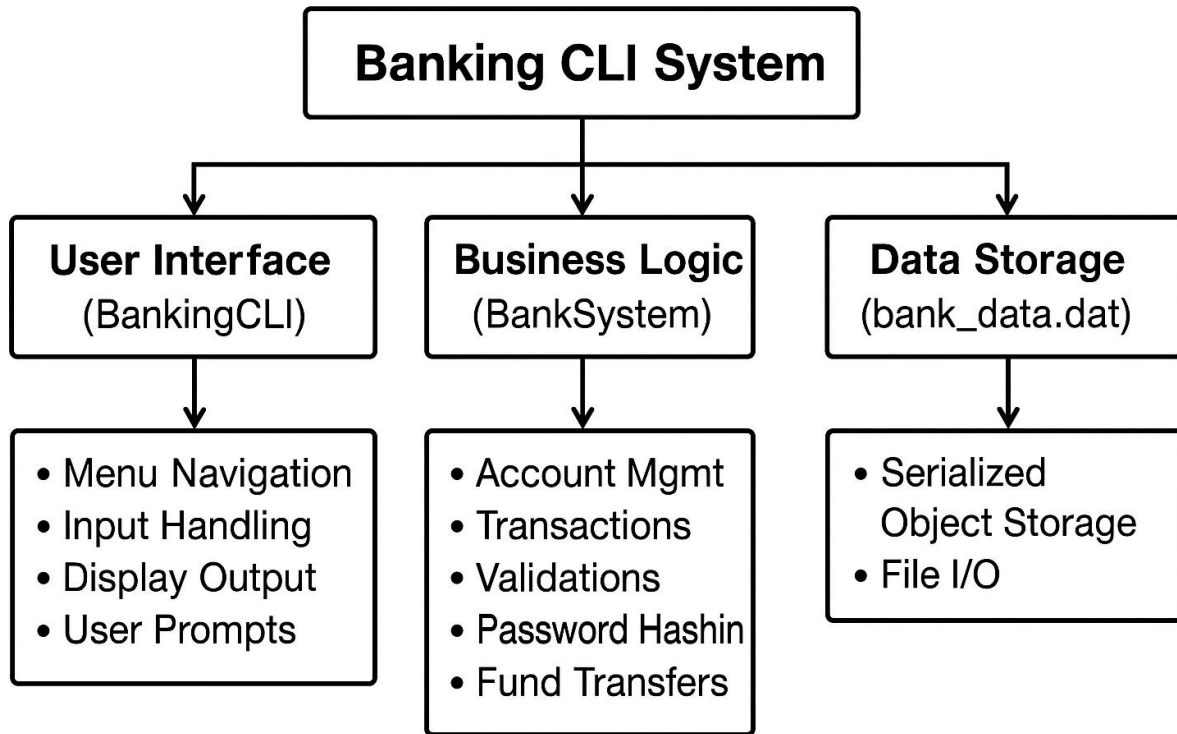 Banking CLI System
User Interface
(BankingCLI)
Business Logic
(BankSystem)
Data Storage
(bank_data.dat)
• Menu Navigation
• Input Handling
• Display Output
• User Prompts
• Account Mgmt
• Transactions
• Validations
• Password Hashin
• Fund Transfers
• Serialized
Object Storage
• File I/O